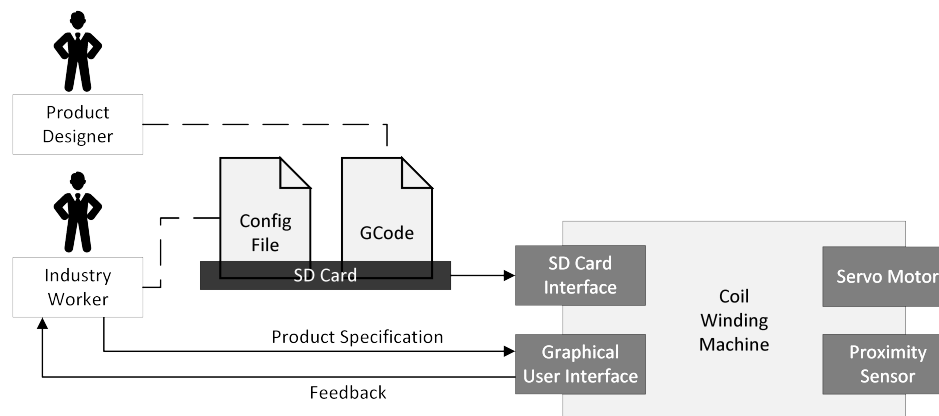 Product
Designer
Config
File
GCode
SD Card
Industry
Worker
Product Specification
Feedback
SD Card
Interface
Graphical
User Interface
Coil
Winding
Machine
Servo Motor
Proximity
Sensor